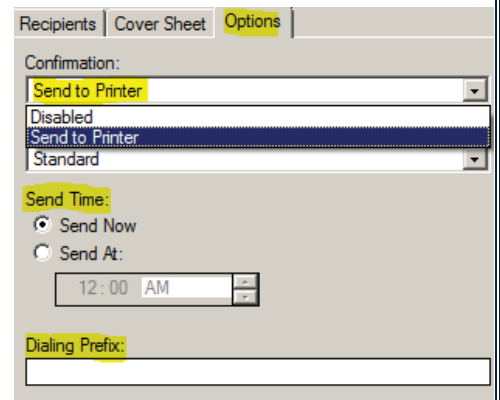 Recipients Cover Sheet Options
Confirmation:
Send to Printer
Disabled
Send to Printer
Standard
Send Time:
Send Now
Send At:
12:00 AM
Dialing Prefix: